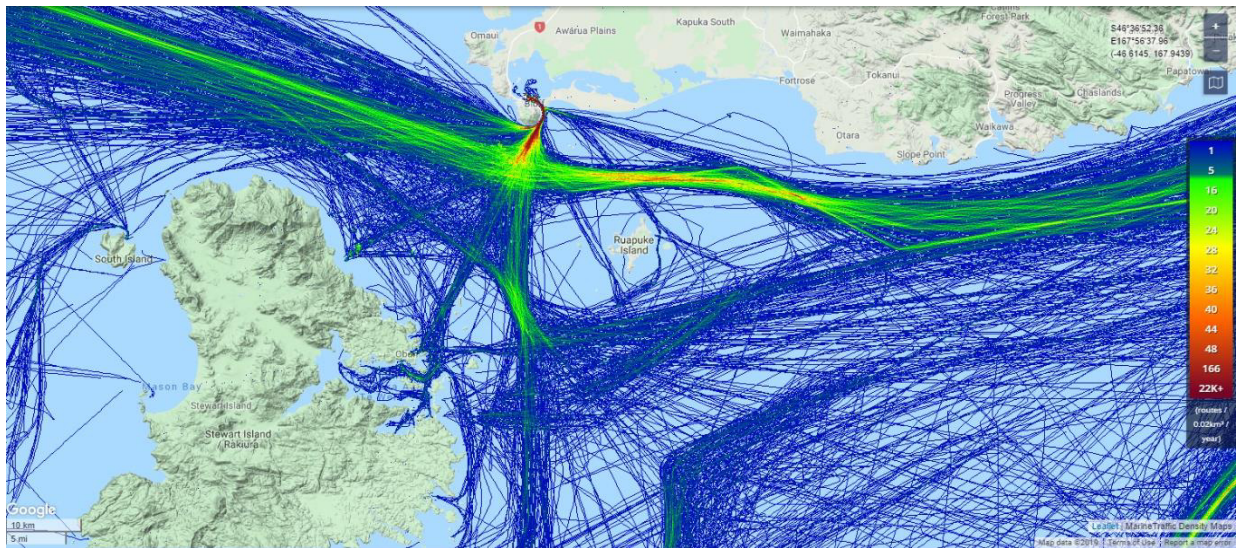 Catlins
Forest Park
Kapuka South
Omaui
1
Awarua Plains
Waimahaka
S46°36'52.36
E167°56'37.96
(-46.6145, 167.9439)
+
−
Fortrose
Tokanui
Progress
Valley
Chaslands
Papatowai
Otara
Waikawa
Slope Point
1
5
16
20
24
28
32
36
40
44
48
166
22K+
(routes /
0.02km² /
year)
South Island
Ruapuke
Island
Mason Bay
Stewart Island
Stewart Island
/ Rakiura
Google
10 km
5 mi
Leaflet | MarineTraffic Density Maps
Map data ©2019 Terms of Use Report a map error